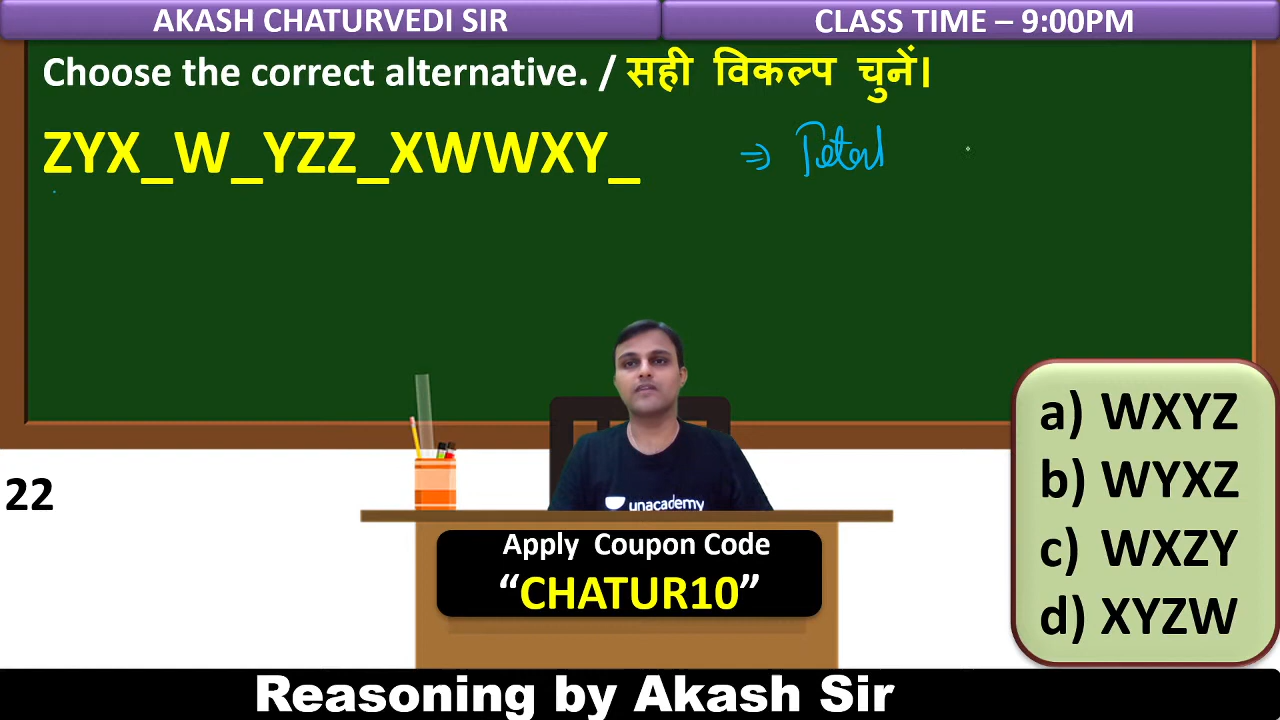 AKASH CHATURVEDI SIR
CLASS TIME – 9:00PM
Choose the correct alternative. / सही विकल्प चुनें।
ZYX_W_YZZ_XWWXY_ ⇒
a) WXYZ
b) WYXZ
c) WXZY
d) XYZW
22
unacademy
Apply Coupon Code
“CHATUR10”
Reasoning by Akash Sir